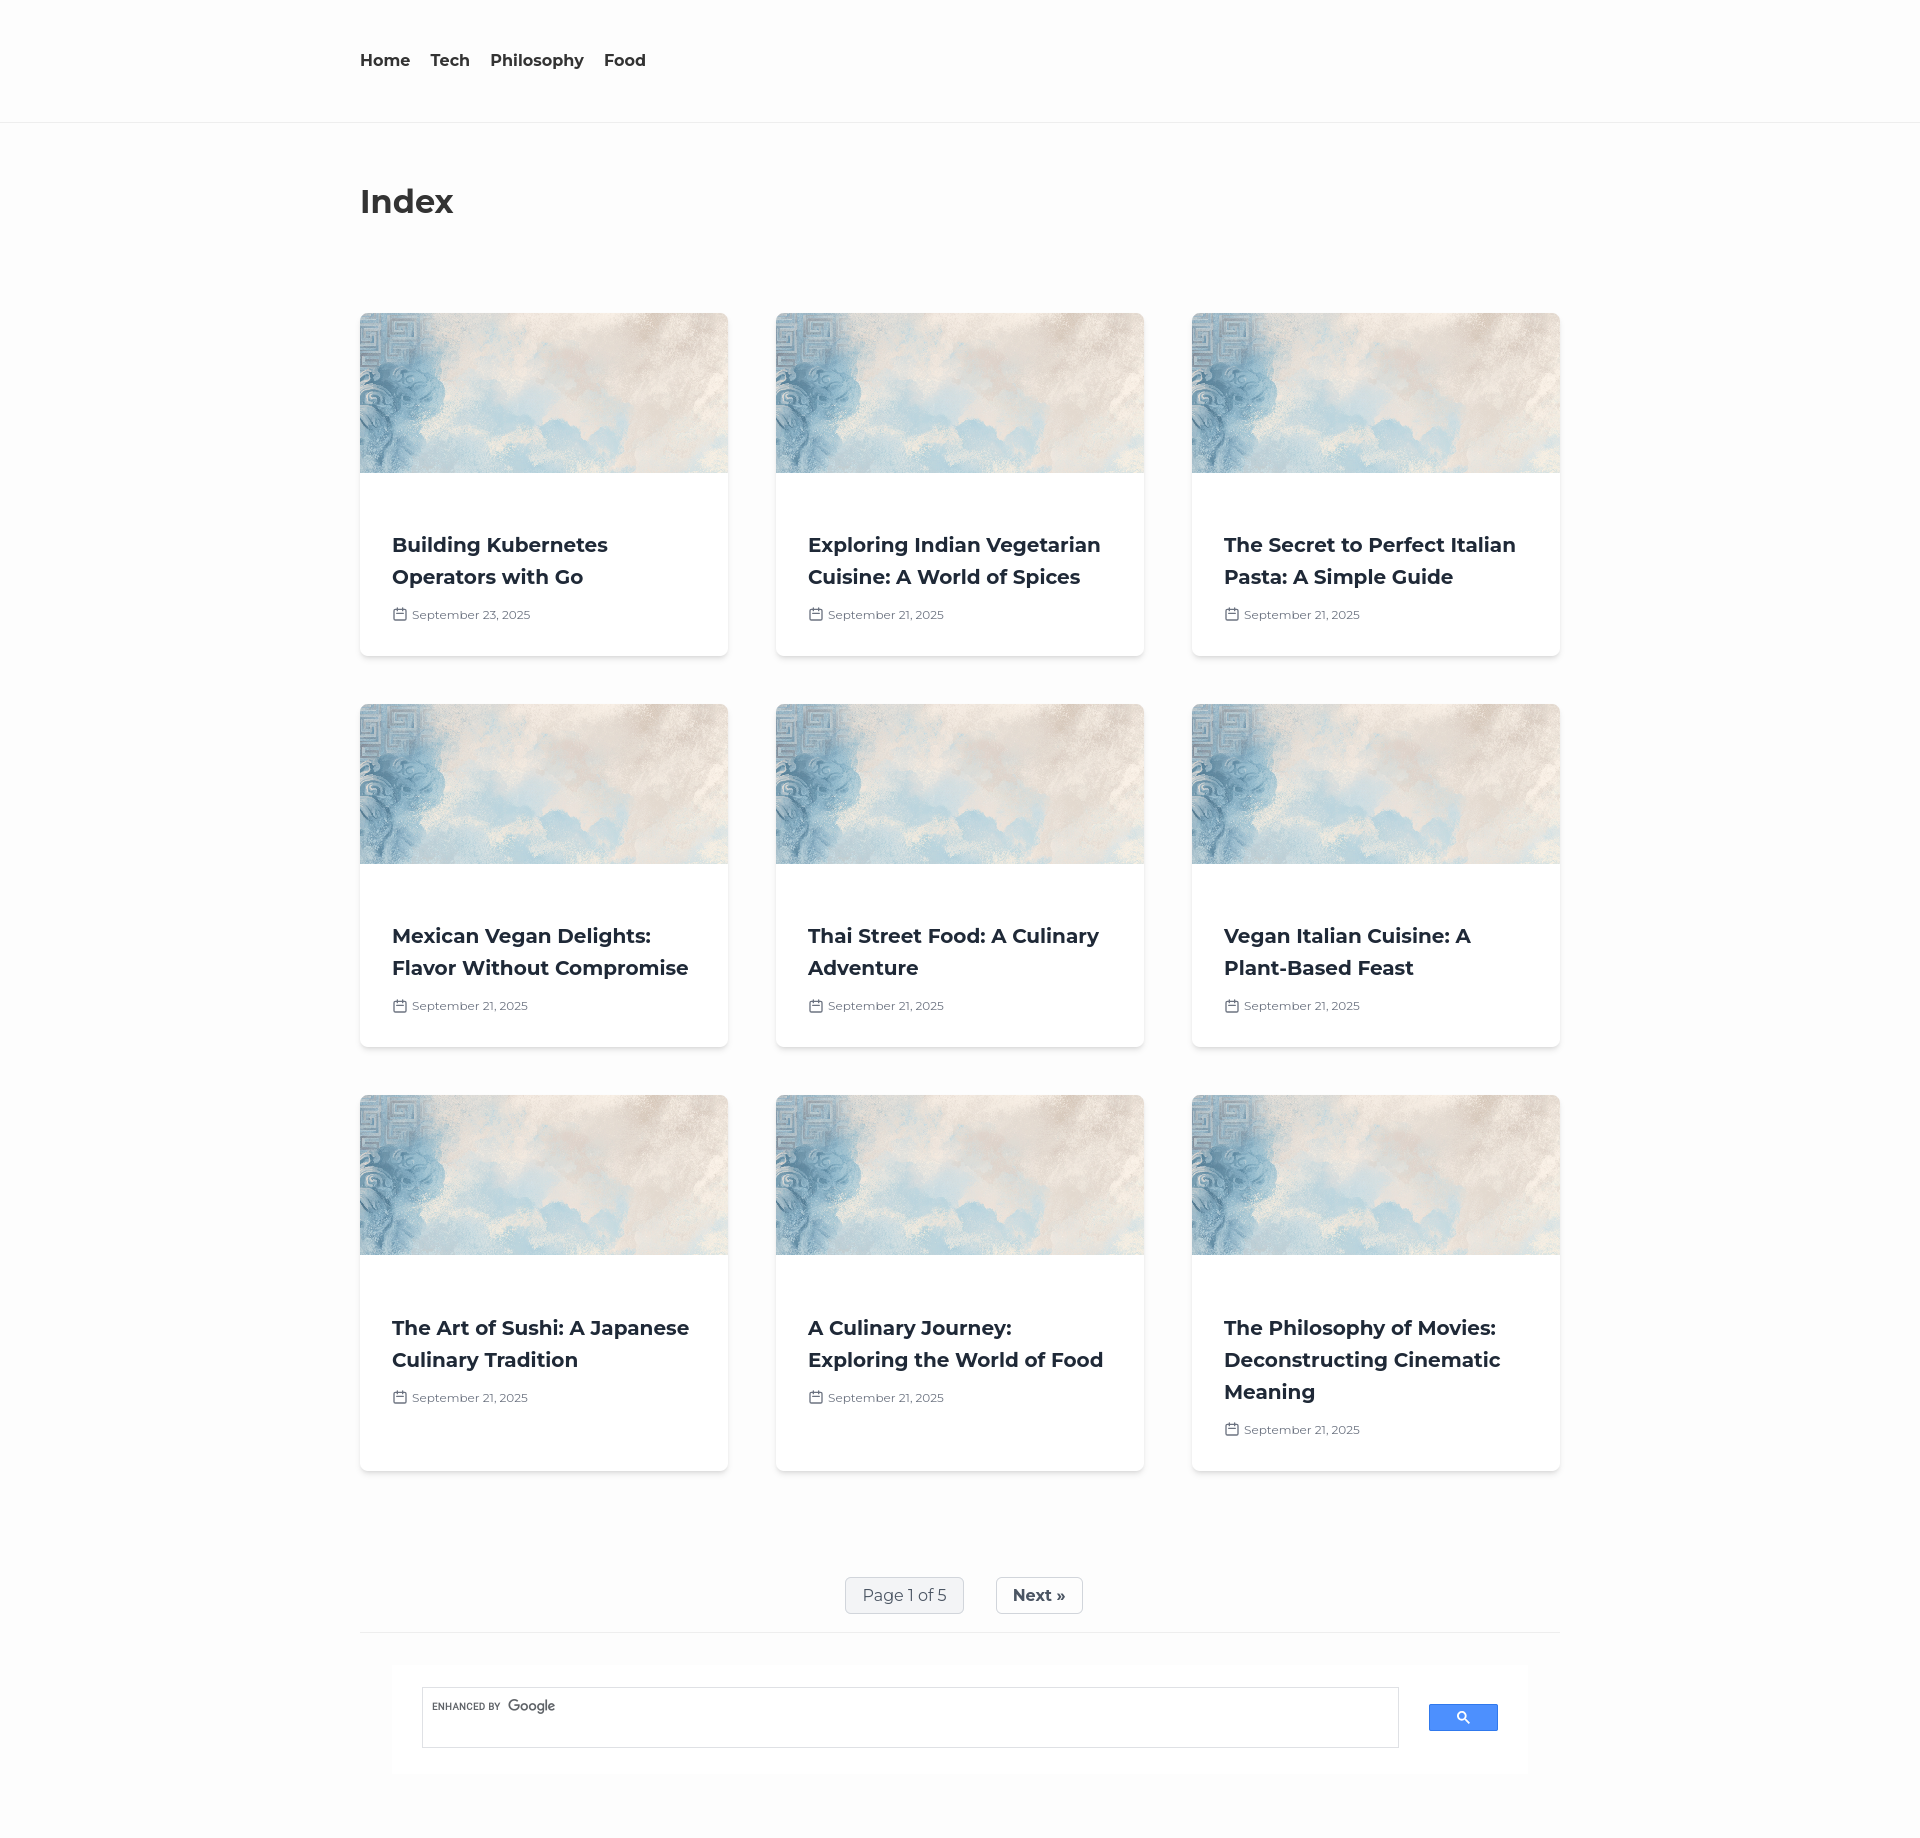 Home Tech Philosophy Food
Index
Building Kubernetes
Operators with Go
September 23, 2025
Exploring Indian Vegetarian
Cuisine: A World of Spices
September 21, 2025
The Secret to Perfect Italian
Pasta: A Simple Guide
September 21, 2025
Mexican Vegan Delights:
Flavor Without Compromise
September 21, 2025
Thai Street Food: A Culinary
Adventure
September 21, 2025
Vegan Italian Cuisine: A
Plant-Based Feast
September 21, 2025
The Art of Sushi: A Japanese
Culinary Tradition
September 21, 2025
A Culinary Journey:
Exploring the World of Food
September 21, 2025
The Philosophy of Movies:
Deconstructing Cinematic
Meaning
September 21, 2025
Page 1 of 5 Next »
ENHANCED BY Google